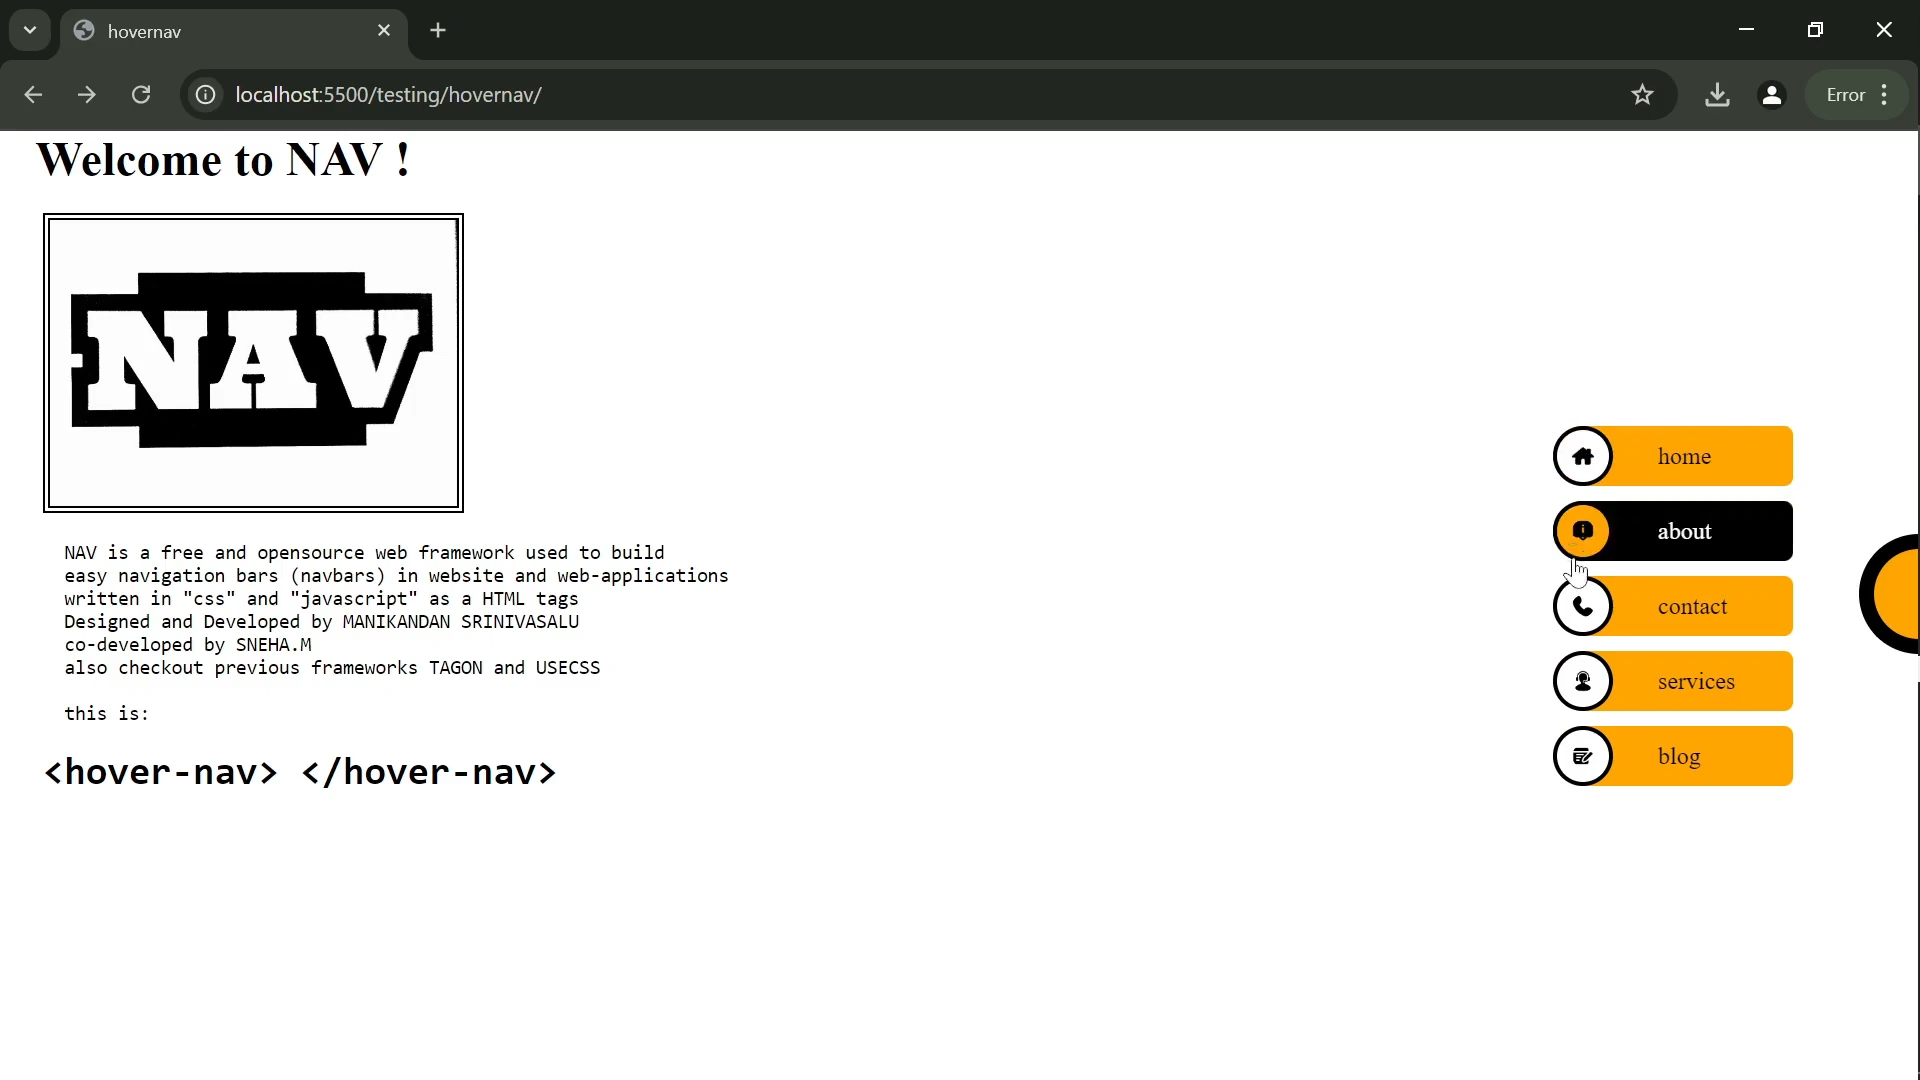 hovernav
localhost:5500/testing/hovernav/
Error
Welcome to NAV !
NAV
NAV is a free and opensource web framework used to build
easy navigation bars (navbars) in website and web-applications
written in "css" and "javascript" as a HTML tags
Designed and Developed by MANIKANDAN SRINIVASALU
co-developed by SNEHA.M
also checkout previous frameworks TAGON and USECSS
this is:
<hover-nav> </hover-nav>
home
about
contact
services
blog